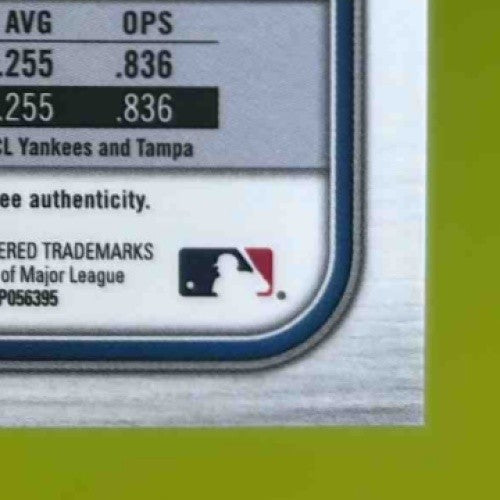 AVG OPS
.255 .836
.255 .836
CL Yankees and Tampa
ee authenticity.
ERED TRADEMARKS
of Major League
P056395